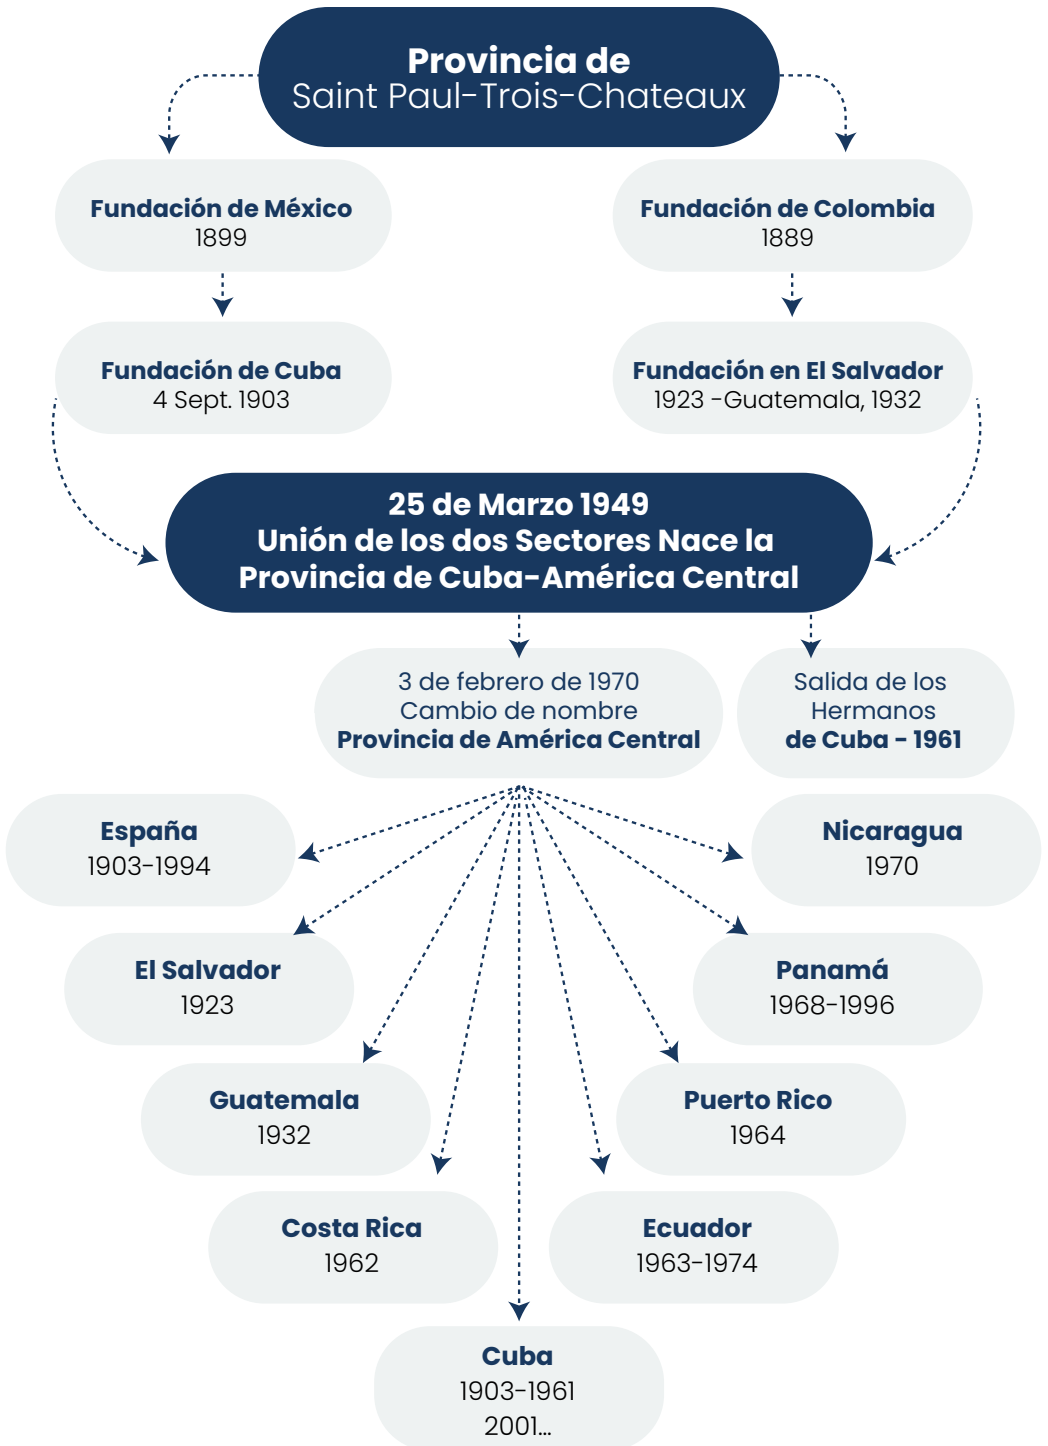 Provincia de
Saint Paul-Trois-Chateaux
Fundación de México
1899
Fundación de Colombia
1889
Fundación de Cuba
4 Sept. 1903
Fundación en El Salvador
1923 -Guatemala, 1932
25 de Marzo 1949
Unión de los dos Sectores Nace la
Provincia de Cuba-América Central
3 de febrero de 1970
Cambio de nombre
Provincia de América Central
Salida de los
Hermanos
de Cuba - 1961
España
1903-1994
Nicaragua
1970
El Salvador
1923
Panamá
1968-1996
Guatemala
1932
Puerto Rico
1964
Costa Rica
1962
Ecuador
1963-1974
Cuba
1903-1961
2001...